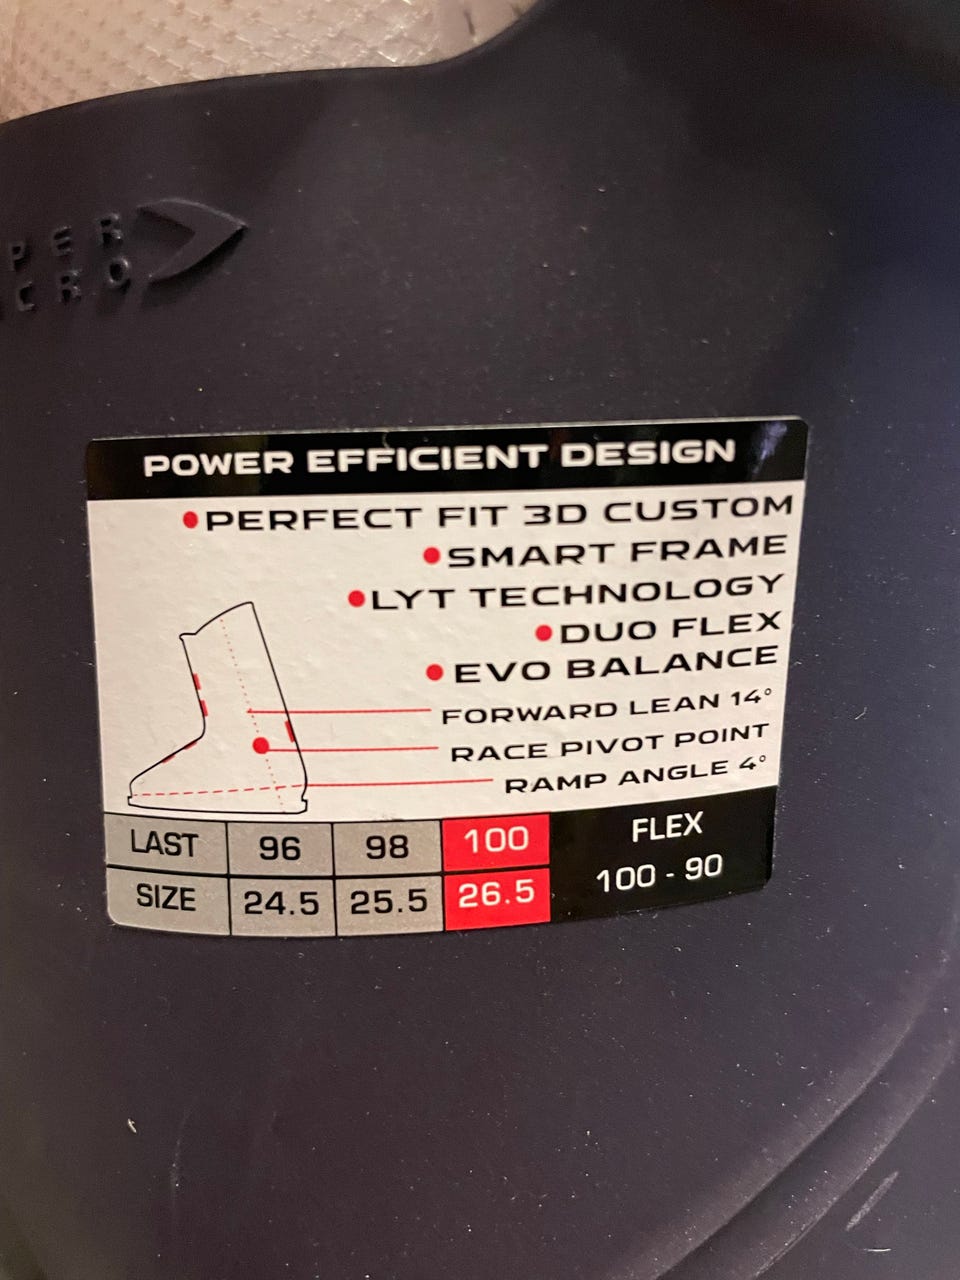 PER
CRO
POWER EFFICIENT DESIGN
PERFECT FIT 3D CUSTOM
SMART FRAME
LYT TECHNOLOGY
DUO FLEX
EVO BALANCE
FORWARD LEAN 14°
RACE PIVOT POINT
RAMP ANGLE 4°
LAST 96 98 100 FLEX
SIZE 24.5 25.5 26.5 100 - 90